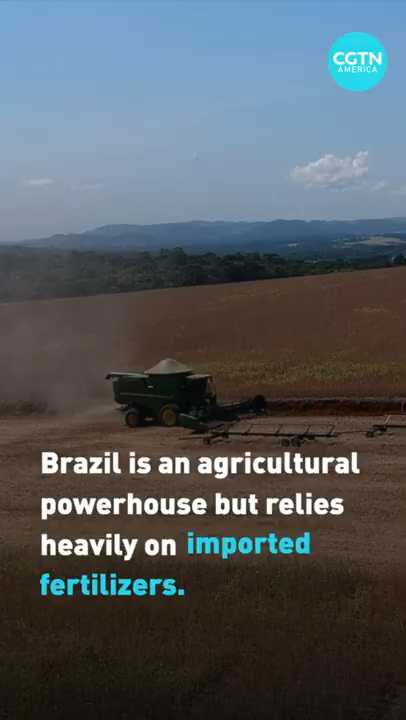 CGTN
AMERICA
Brazil is an agricultural
powerhouse but relies
heavily on imported
fertilizers.